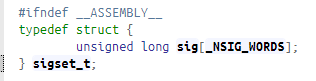 #ifndef __ASSEMBLY__
typedef struct {
        unsigned long sig[_NSIG_WORDS];
} sigset_t;